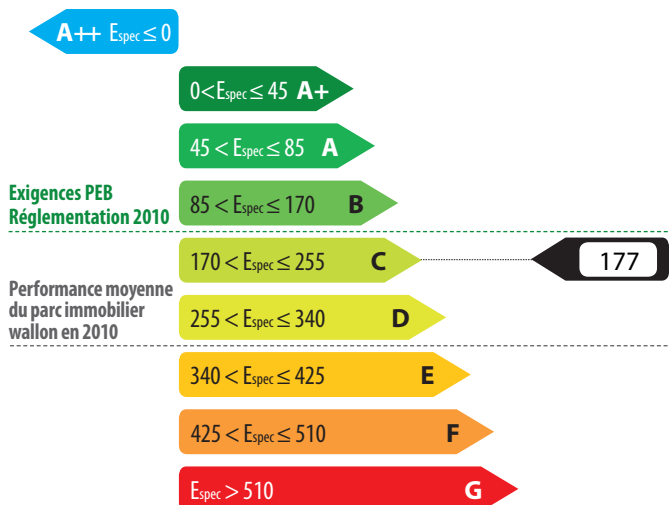 A++ Espec ≤ 0
0 < Espec ≤ 45 A+
45 < Espec ≤ 85 A
Exigences PEB
Réglementation 2010
85 < Espec ≤ 170 B
170 < Espec ≤ 255 C
177
Performance moyenne
du parc immobilier
wallon en 2010
255 < Espec ≤ 340 D
340 < Espec ≤ 425 E
425 < Espec ≤ 510 F
Espec > 510 G